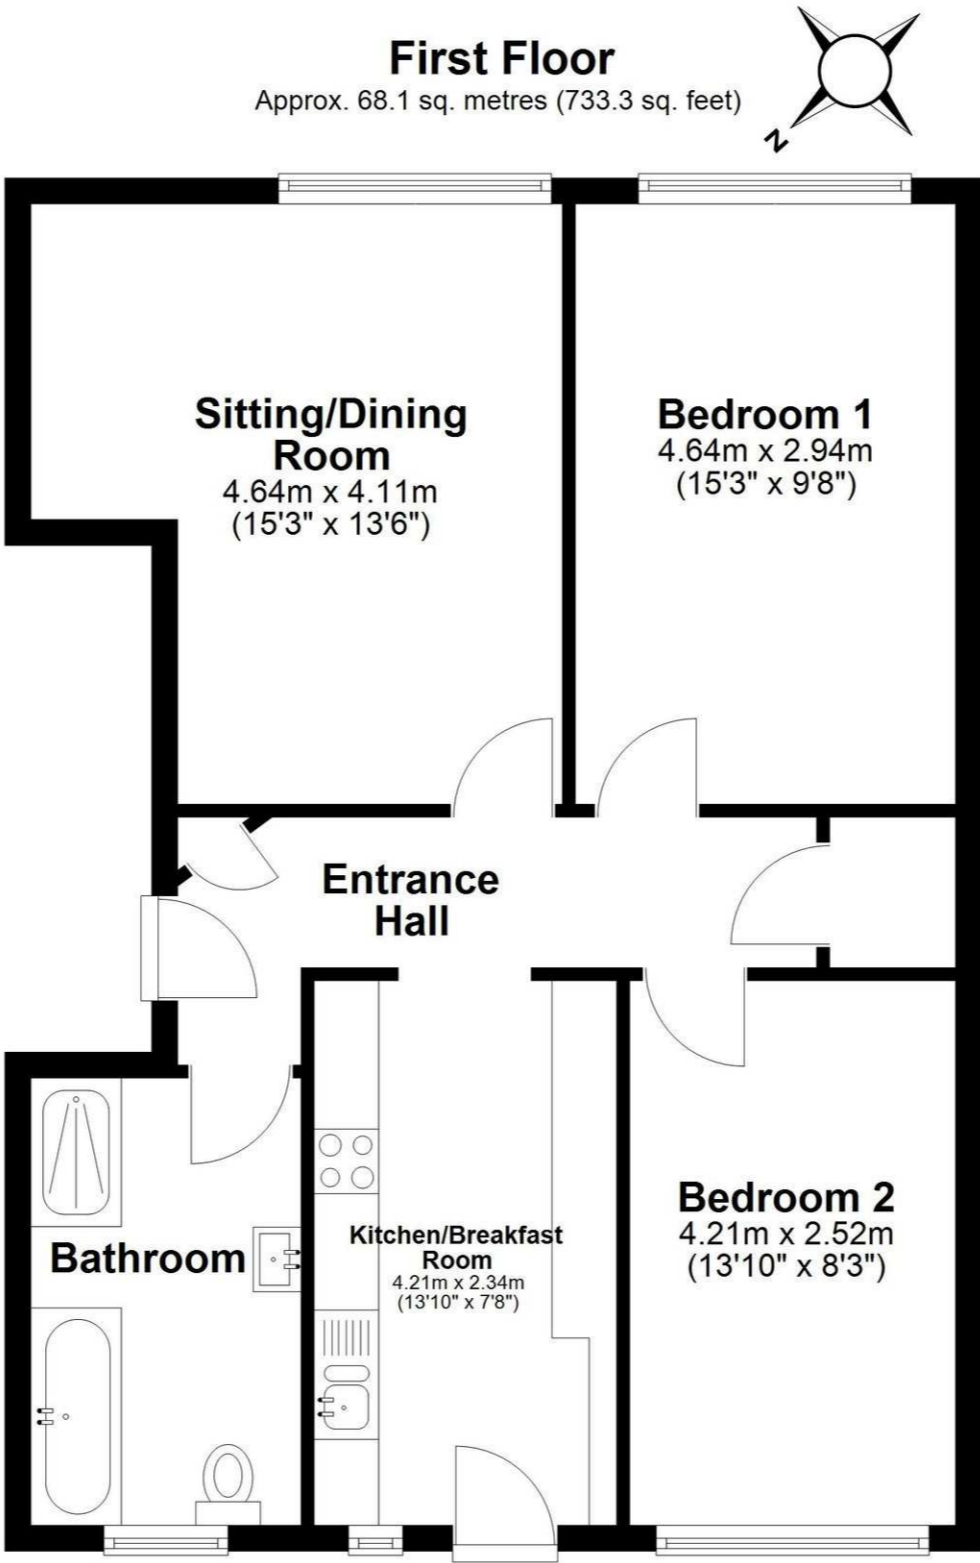 First Floor
Approx. 68.1 sq. metres (733.3 sq. feet)
N
Sitting/Dining
Room
4.64m x 4.11m
(15'3" x 13'6")
Bedroom 1
4.64m x 2.94m
(15'3" x 9'8")
Entrance
Hall
Bathroom
Kitchen/Breakfast
Room
4.21m x 2.34m
(13'10" x 7'8")
Bedroom 2
4.21m x 2.52m
(13'10" x 8'3")